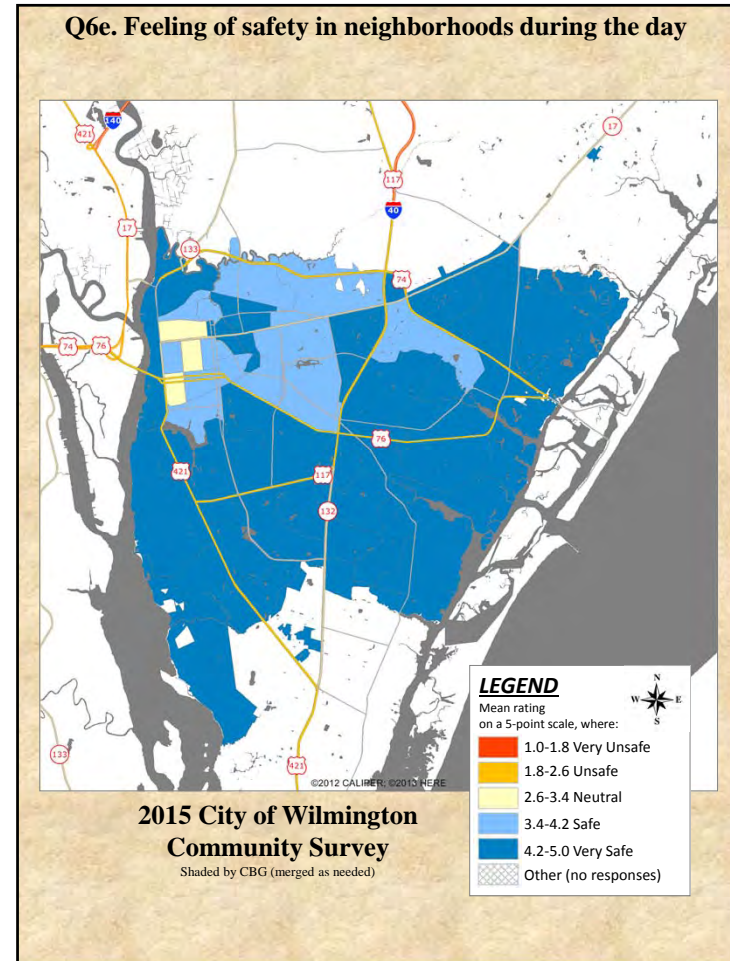 Q6e. Feeling of safety in neighborhoods during the day
140
421
17
117
40
17
133
74
74
76
76
421
117
132
133
421
©2012 CALIPER; ©2013 HERE
LEGEND
Mean rating
on a 5-point scale, where:
N
W E
S
1.0-1.8 Very Unsafe
1.8-2.6 Unsafe
2.6-3.4 Neutral
3.4-4.2 Safe
4.2-5.0 Very Safe
Other (no responses)
2015 City of Wilmington
Community Survey
Shaded by CBG (merged as needed)